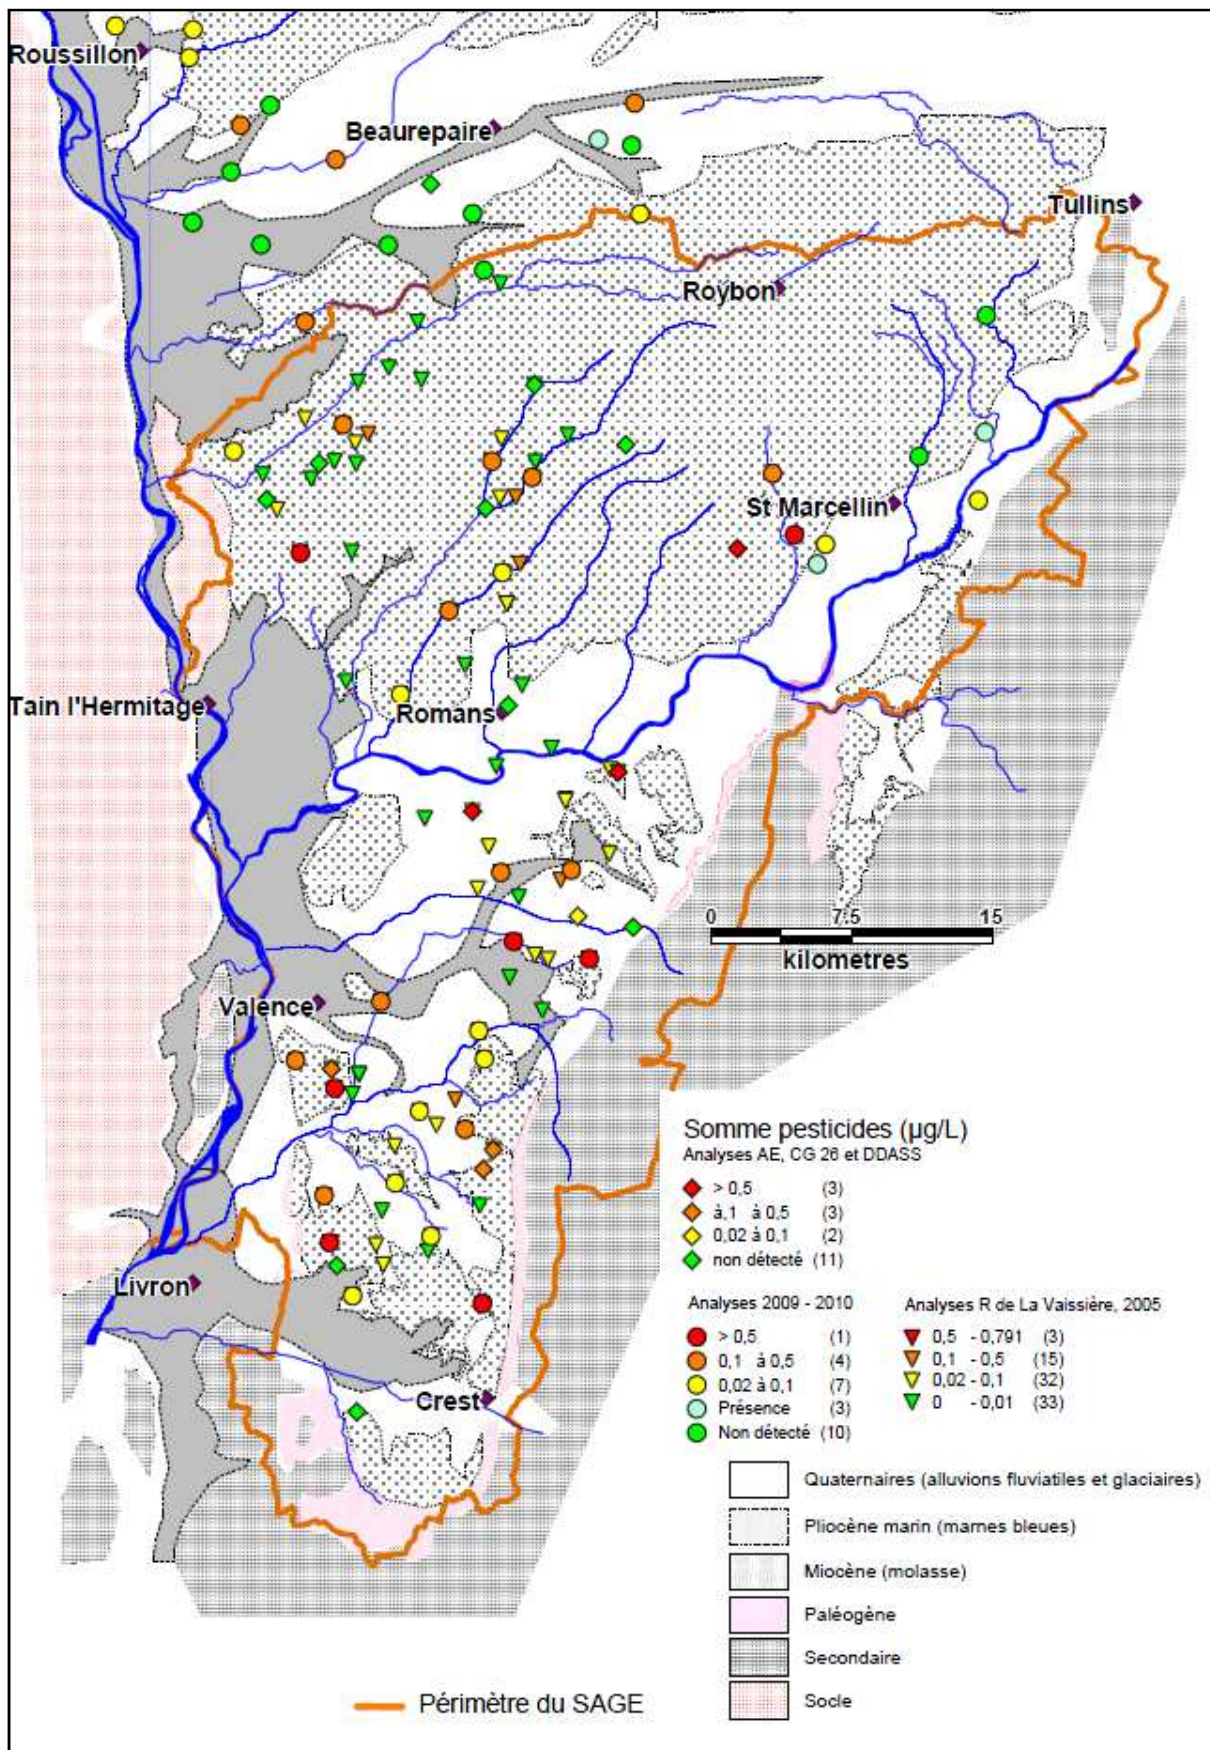 Roussillon
Beaurepaire
Tullins
Roybon
St Marcellin
Tain l'Hermitage
Romans
0 7.5 15
kilometres
Valence
Livron
Crest
Somme pesticides (µg/L)
Analyses AE, CG 26 et DDASS
> 0,5 (3)
à,1 à 0,5 (3)
0,02 à 0,1 (2)
non détecté (11)
Analyses 2009 - 2010
> 0,5 (1)
0,1 à 0,5 (4)
0,02 à 0,1 (7)
Présence (3)
Non détecté (10)
Analyses R de La Vaissière, 2005
0,5 - 0,791 (3)
0,1 - 0,5 (15)
0,02 - 0,1 (32)
0 - 0,01 (33)
Quaternaires (alluvions fluviatiles et glaciaires)
Pliocène marin (marnes bleues)
Miocène (molasse)
Paléogène
Secondaire
Socle
Périmètre du SAGE